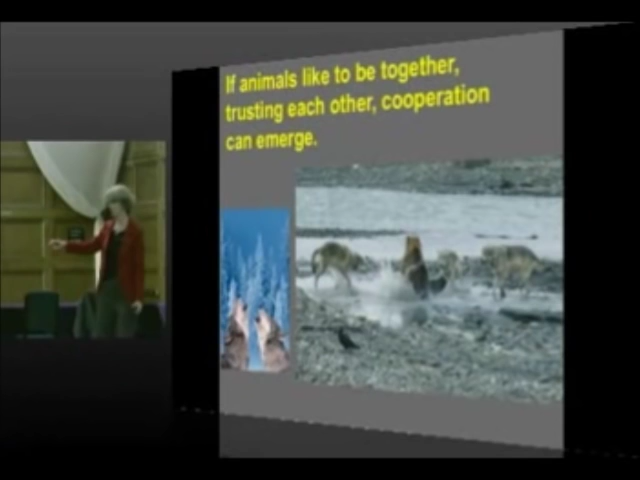 If animals like to be together,
trusting each other, cooperation
can emerge.